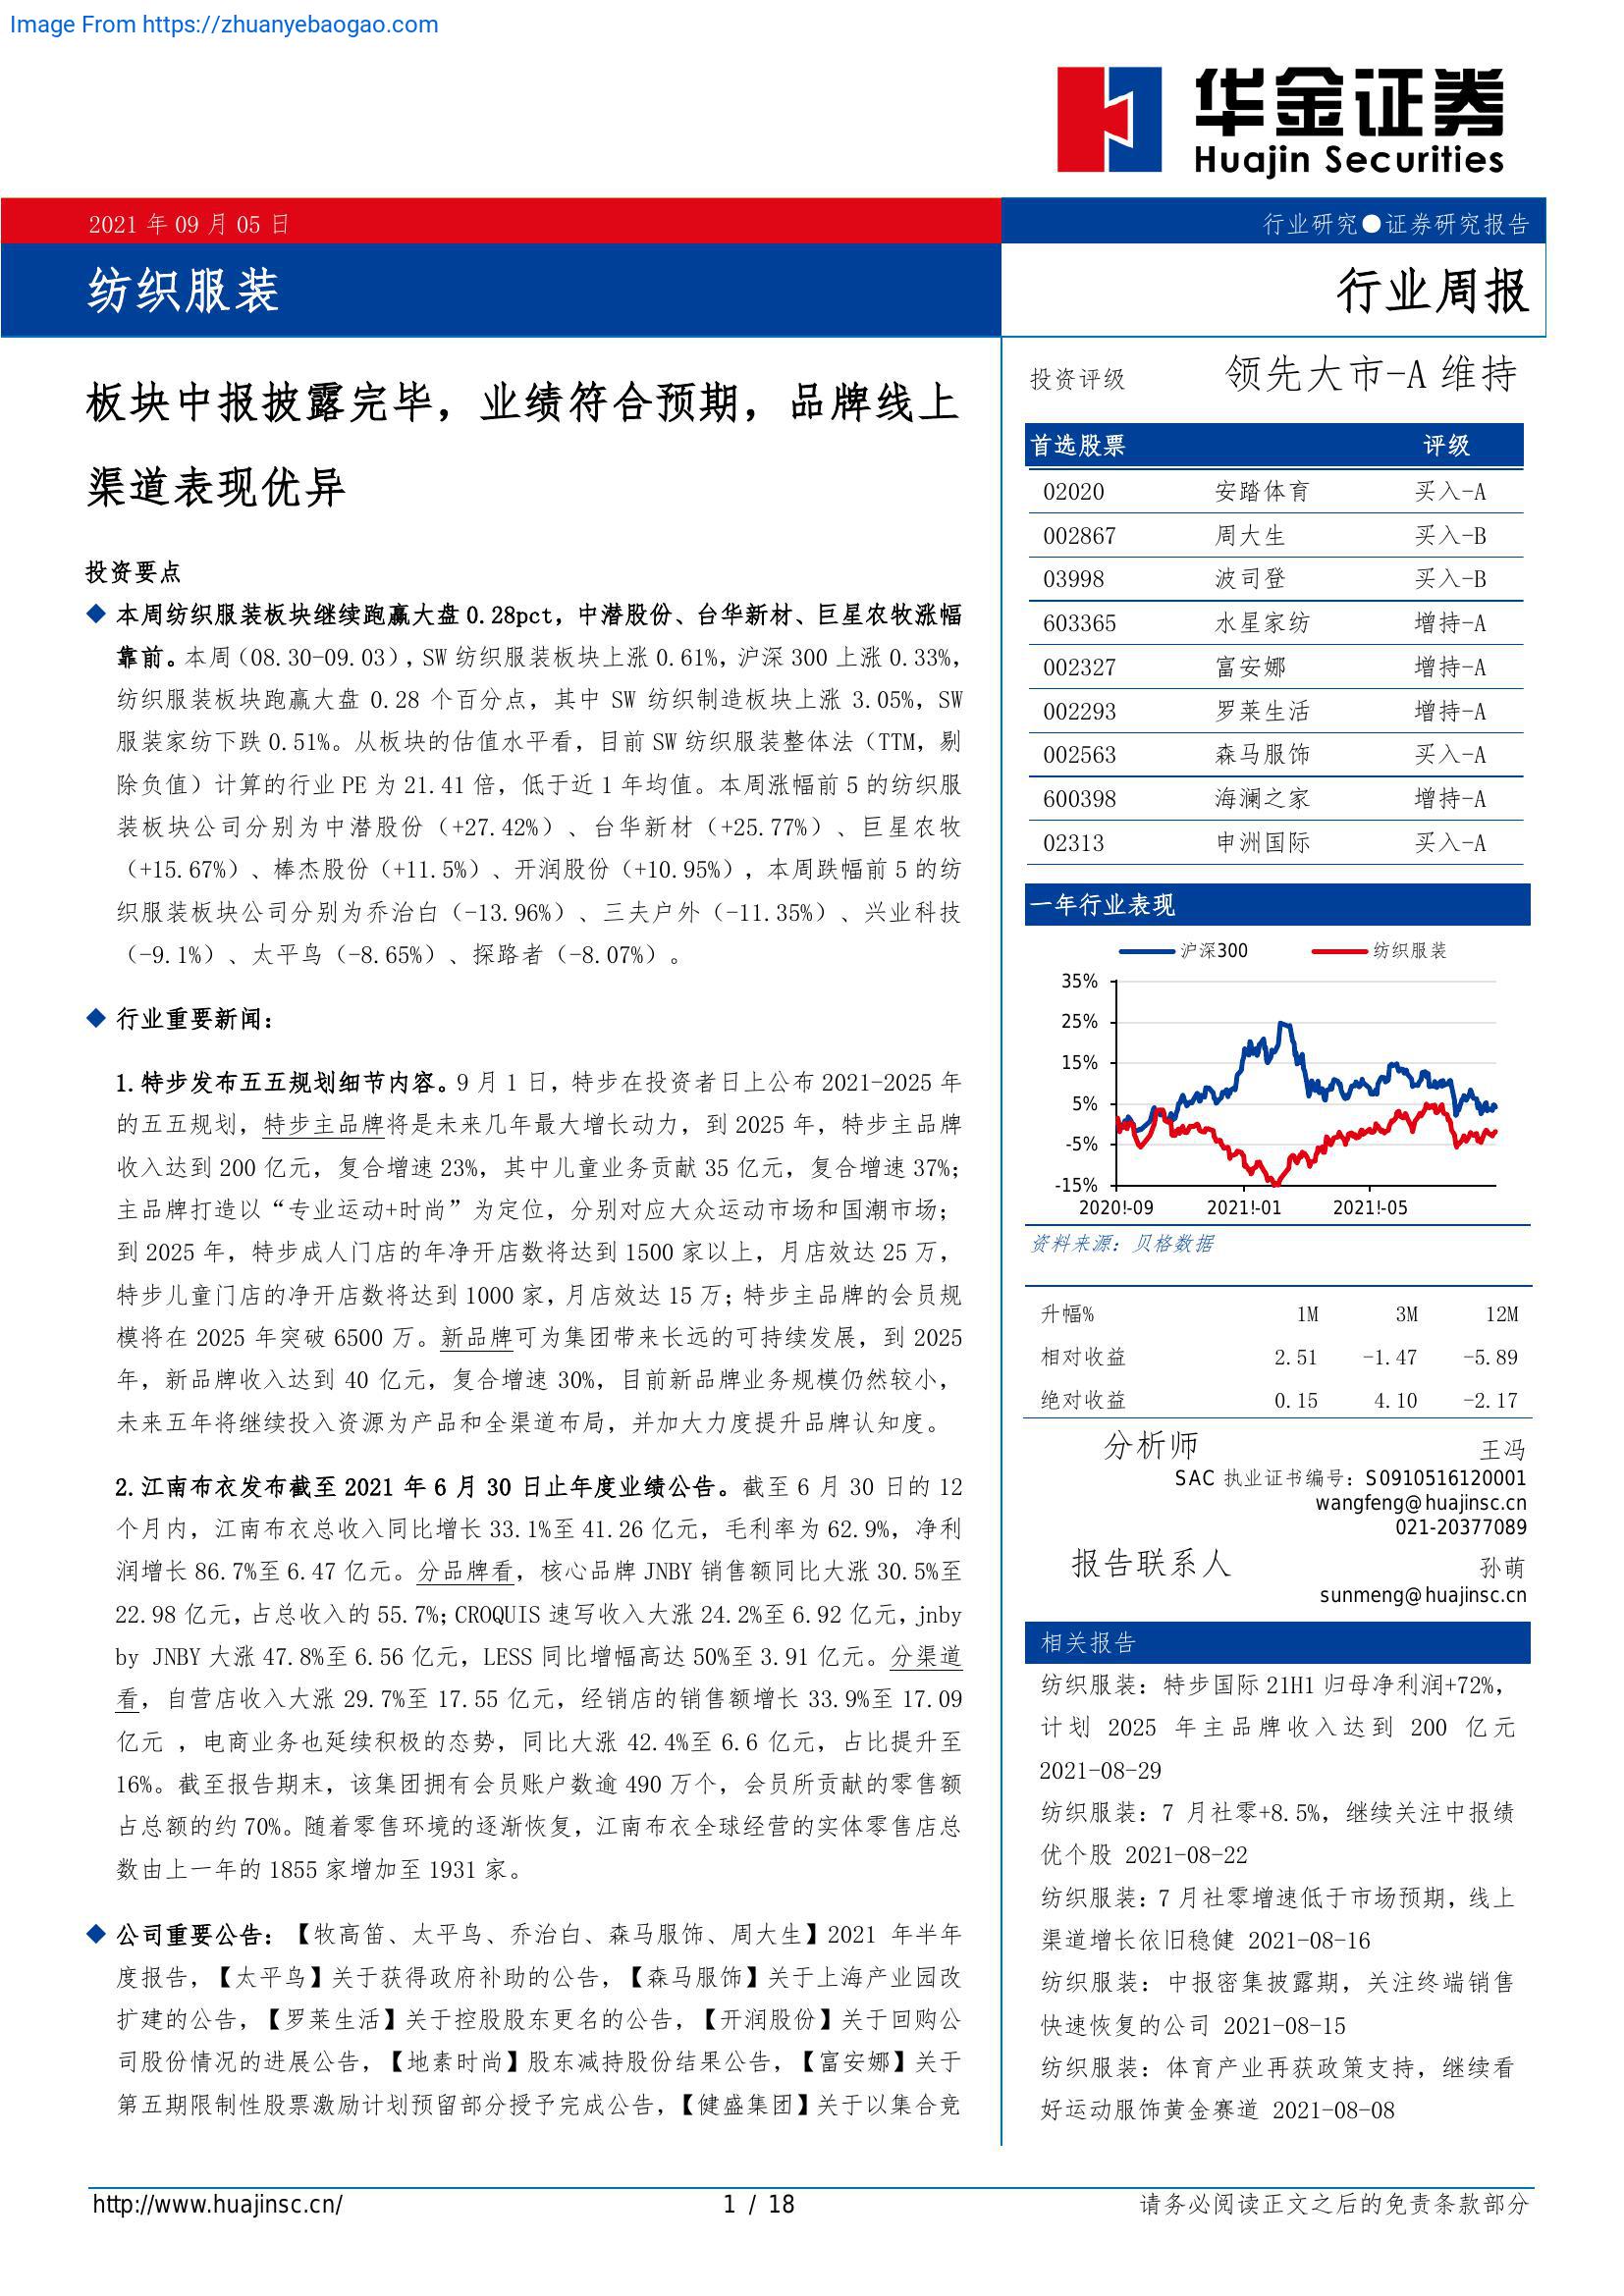 Image From https://zhuanyebaogao.com
华金证券
Huajin Securities
2021 年 09 月 05 日
行业研究●证券研究报告
纺织服装
行业周报
板块中报披露完毕，业绩符合预期，品牌线上
渠道表现优异
投资要点
◆ 本周纺织服装板块继续跑赢大盘 0.28pct，中潜股份、台华新材、巨星农牧涨幅
靠前。本周（08.30-09.03），SW 纺织服装板块上涨 0.61%，沪深 300 上涨 0.33%，
纺织服装板块跑赢大盘 0.28 个百分点，其中 SW 纺织制造板块上涨 3.05%，SW
服装家纺下跌 0.51%。从板块的估值水平看，目前 SW 纺织服装整体法（TTM，剔
除负值）计算的行业 PE 为 21.41 倍，低于近 1 年均值。本周涨幅前 5 的纺织服
装板块公司分别为中潜股份（+27.42%）、台华新材（+25.77%）、巨星农牧
（+15.67%）、棒杰股份（+11.5%）、开润股份（+10.95%），本周跌幅前 5 的纺
织服装板块公司分别为乔治白（-13.96%）、三夫户外（-11.35%）、兴业科技
（-9.1%）、太平鸟（-8.65%）、探路者（-8.07%）。
◆ 行业重要新闻：
1.特步发布五五规划细节内容。9 月 1 日，特步在投资者日上公布 2021-2025 年
的五五规划，特步主品牌将是未来几年最大增长动力，到 2025 年，特步主品牌
收入达到 200 亿元，复合增速 23%，其中儿童业务贡献 35 亿元，复合增速 37%；
主品牌打造以“专业运动+时尚”为定位，分别对应大众运动市场和国潮市场；
到 2025 年，特步成人门店的年净开店数将达到 1500 家以上，月店效达 25 万，
特步儿童门店的净开店数将达到 1000 家，月店效达 15 万；特步主品牌的会员规
模将在 2025 年突破 6500 万。新品牌可为集团带来长远的可持续发展，到 2025
年，新品牌收入达到 40 亿元，复合增速 30%，目前新品牌业务规模仍然较小，
未来五年将继续投入资源为产品和全渠道布局，并加大力度提升品牌认知度。
2.江南布衣发布截至 2021 年 6 月 30 日止年度业绩公告。截至 6 月 30 日的 12
个月内，江南布衣总收入同比增长 33.1%至 41.26 亿元，毛利率为 62.9%，净利
润增长 86.7%至 6.47 亿元。分品牌看，核心品牌 JNBY 销售额同比大涨 30.5%至
22.98 亿元，占总收入的 55.7%；CROQUIS 速写收入大涨 24.2%至 6.92 亿元，jnby
by JNBY 大涨 47.8%至 6.56 亿元，LESS 同比增幅高达 50%至 3.91 亿元。分渠道
看，自营店收入大涨 29.7%至 17.55 亿元，经销店的销售额增长 33.9%至 17.09
亿元 ，电商业务也延续积极的态势，同比大涨 42.4%至 6.6 亿元，占比提升至
16%。截至报告期末，该集团拥有会员账户数逾 490 万个，会员所贡献的零售额
占总额的约 70%。随着零售环境的逐渐恢复，江南布衣全球经营的实体零售店总
数由上一年的 1855 家增加至 1931 家。
◆ 公司重要公告：【牧高笛、太平鸟、乔治白、森马服饰、周大生】2021 年半年
度报告，【太平鸟】关于获得政府补助的公告，【森马服饰】关于上海产业园改
扩建的公告，【罗莱生活】关于控股股东更名的公告，【开润股份】关于回购公
司股份情况的进展公告，【地素时尚】股东减持股份结果公告，【富安娜】关于
第五期限制性股票激励计划预留部分授予完成公告，【健盛集团】关于以集合竞
投资评级 领先大市-A 维持
首选股票 评级
02020 安踏体育 买入-A
002867 周大生 买入-B
03998 波司登 买入-B
603365 水星家纺 增持-A
002327 富安娜 增持-A
002293 罗莱生活 增持-A
002563 森马服饰 买入-A
600398 海澜之家 增持-A
02313 申洲国际 买入-A
一年行业表现
沪深300 纺织服装
35%
25%
15%
5%
-5%
-15%
2020!-09 2021!-01 2021!-05
资料来源：贝格数据
升幅% 1M 3M 12M
相对收益 2.51 -1.47 -5.89
绝对收益 0.15 4.10 -2.17
分析师 王冯
SAC 执业证书编号：S0910516120001
wangfeng@huajinsc.cn
021-20377089
报告联系人 孙萌
sunmeng@huajinsc.cn
相关报告
纺织服装：特步国际 21H1 归母净利润+72%，
计划 2025 年主品牌收入达到 200 亿元
2021-08-29
纺织服装：7 月社零+8.5%，继续关注中报绩
优个股 2021-08-22
纺织服装：7 月社零增速低于市场预期，线上
渠道增长依旧稳健 2021-08-16
纺织服装：中报密集披露期，关注终端销售
快速恢复的公司 2021-08-15
纺织服装：体育产业再获政策支持，继续看
好运动服饰黄金赛道 2021-08-08
http://www.huajinsc.cn/ 1 / 18 请务必阅读正文之后的免责条款部分